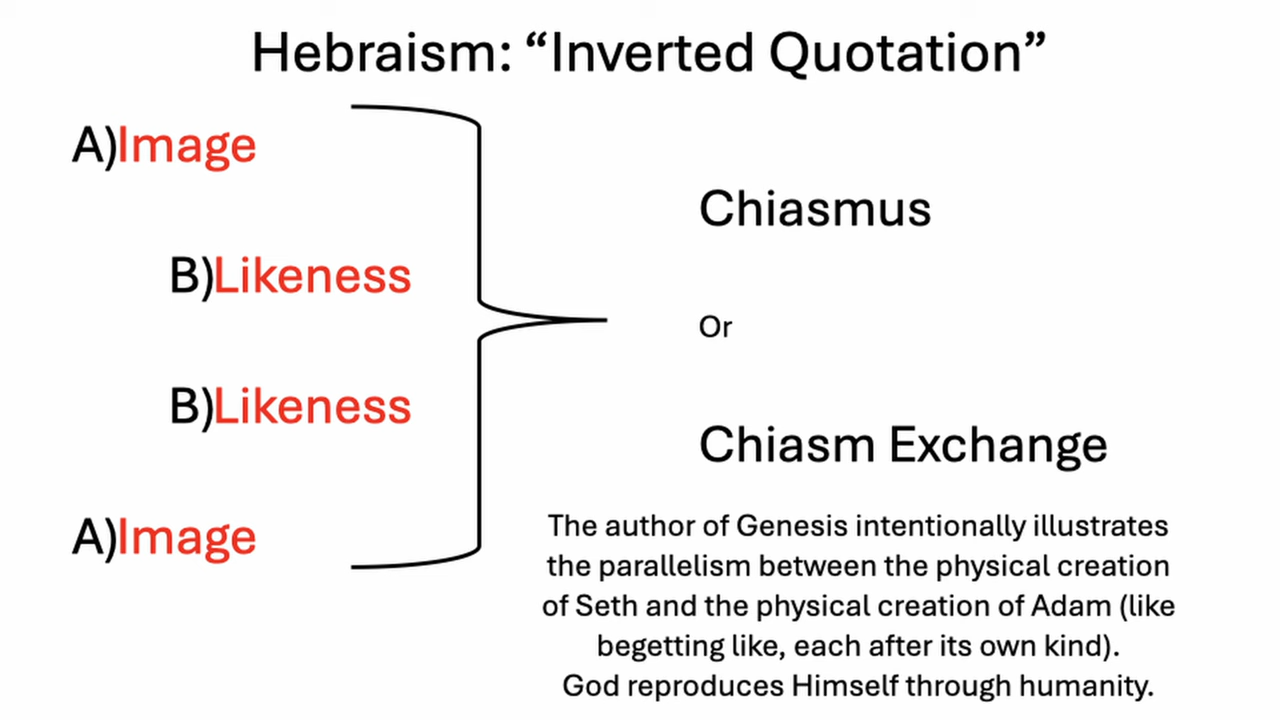 Hebraism: “Inverted Quotation”
A)Image
B)Likeness
B)Likeness
A)Image
Chiasmus
Or
Chiasm Exchange
The author of Genesis intentionally illustrates
the parallelism between the physical creation
of Seth and the physical creation of Adam (like
begetting like, each after its own kind).
God reproduces Himself through humanity.